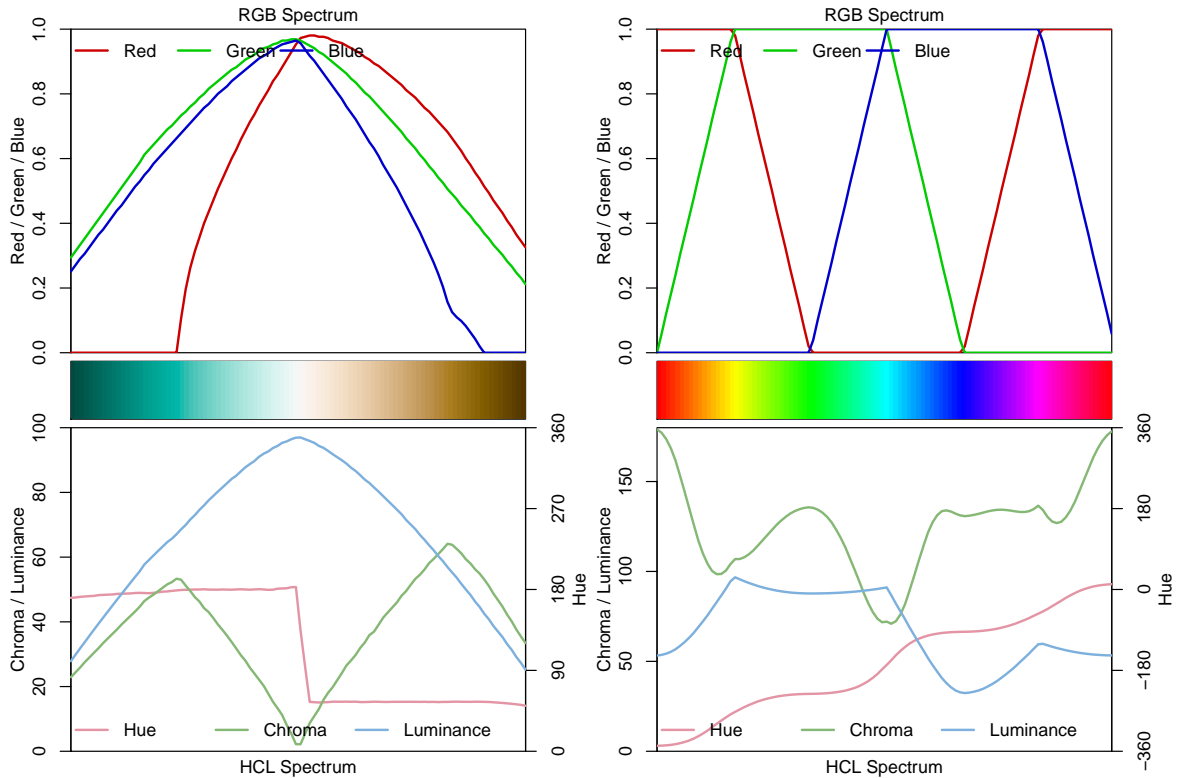 RGB Spectrum
Red / Green / Blue
0.0 0.2 0.4 0.6 0.8 1.0
Red Green Blue
Chroma / Luminance
0 20 40 60 80 100
Hue
0 90 180 270 360
Hue Chroma Luminance
HCL Spectrum
RGB Spectrum
Red / Green / Blue
0.0 0.2 0.4 0.6 0.8 1.0
Red Green Blue
Chroma / Luminance
0 50 100 150
Hue
−360 −180 0 180 360
Hue Chroma Luminance
HCL Spectrum